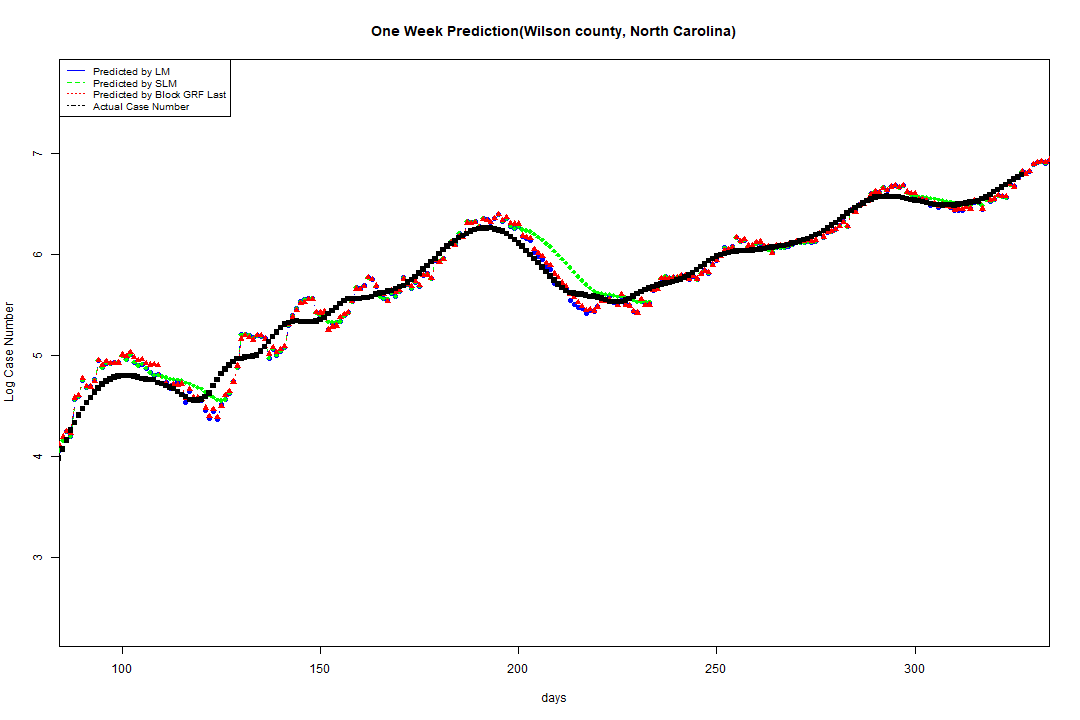 One Week Prediction(Wilson county, North Carolina)
Predicted by LM
Predicted by SLM
Predicted by Block GRF Last
Actual Case Number
7
6
5
4
3
Log Case Number
100 150 200 250 300
days